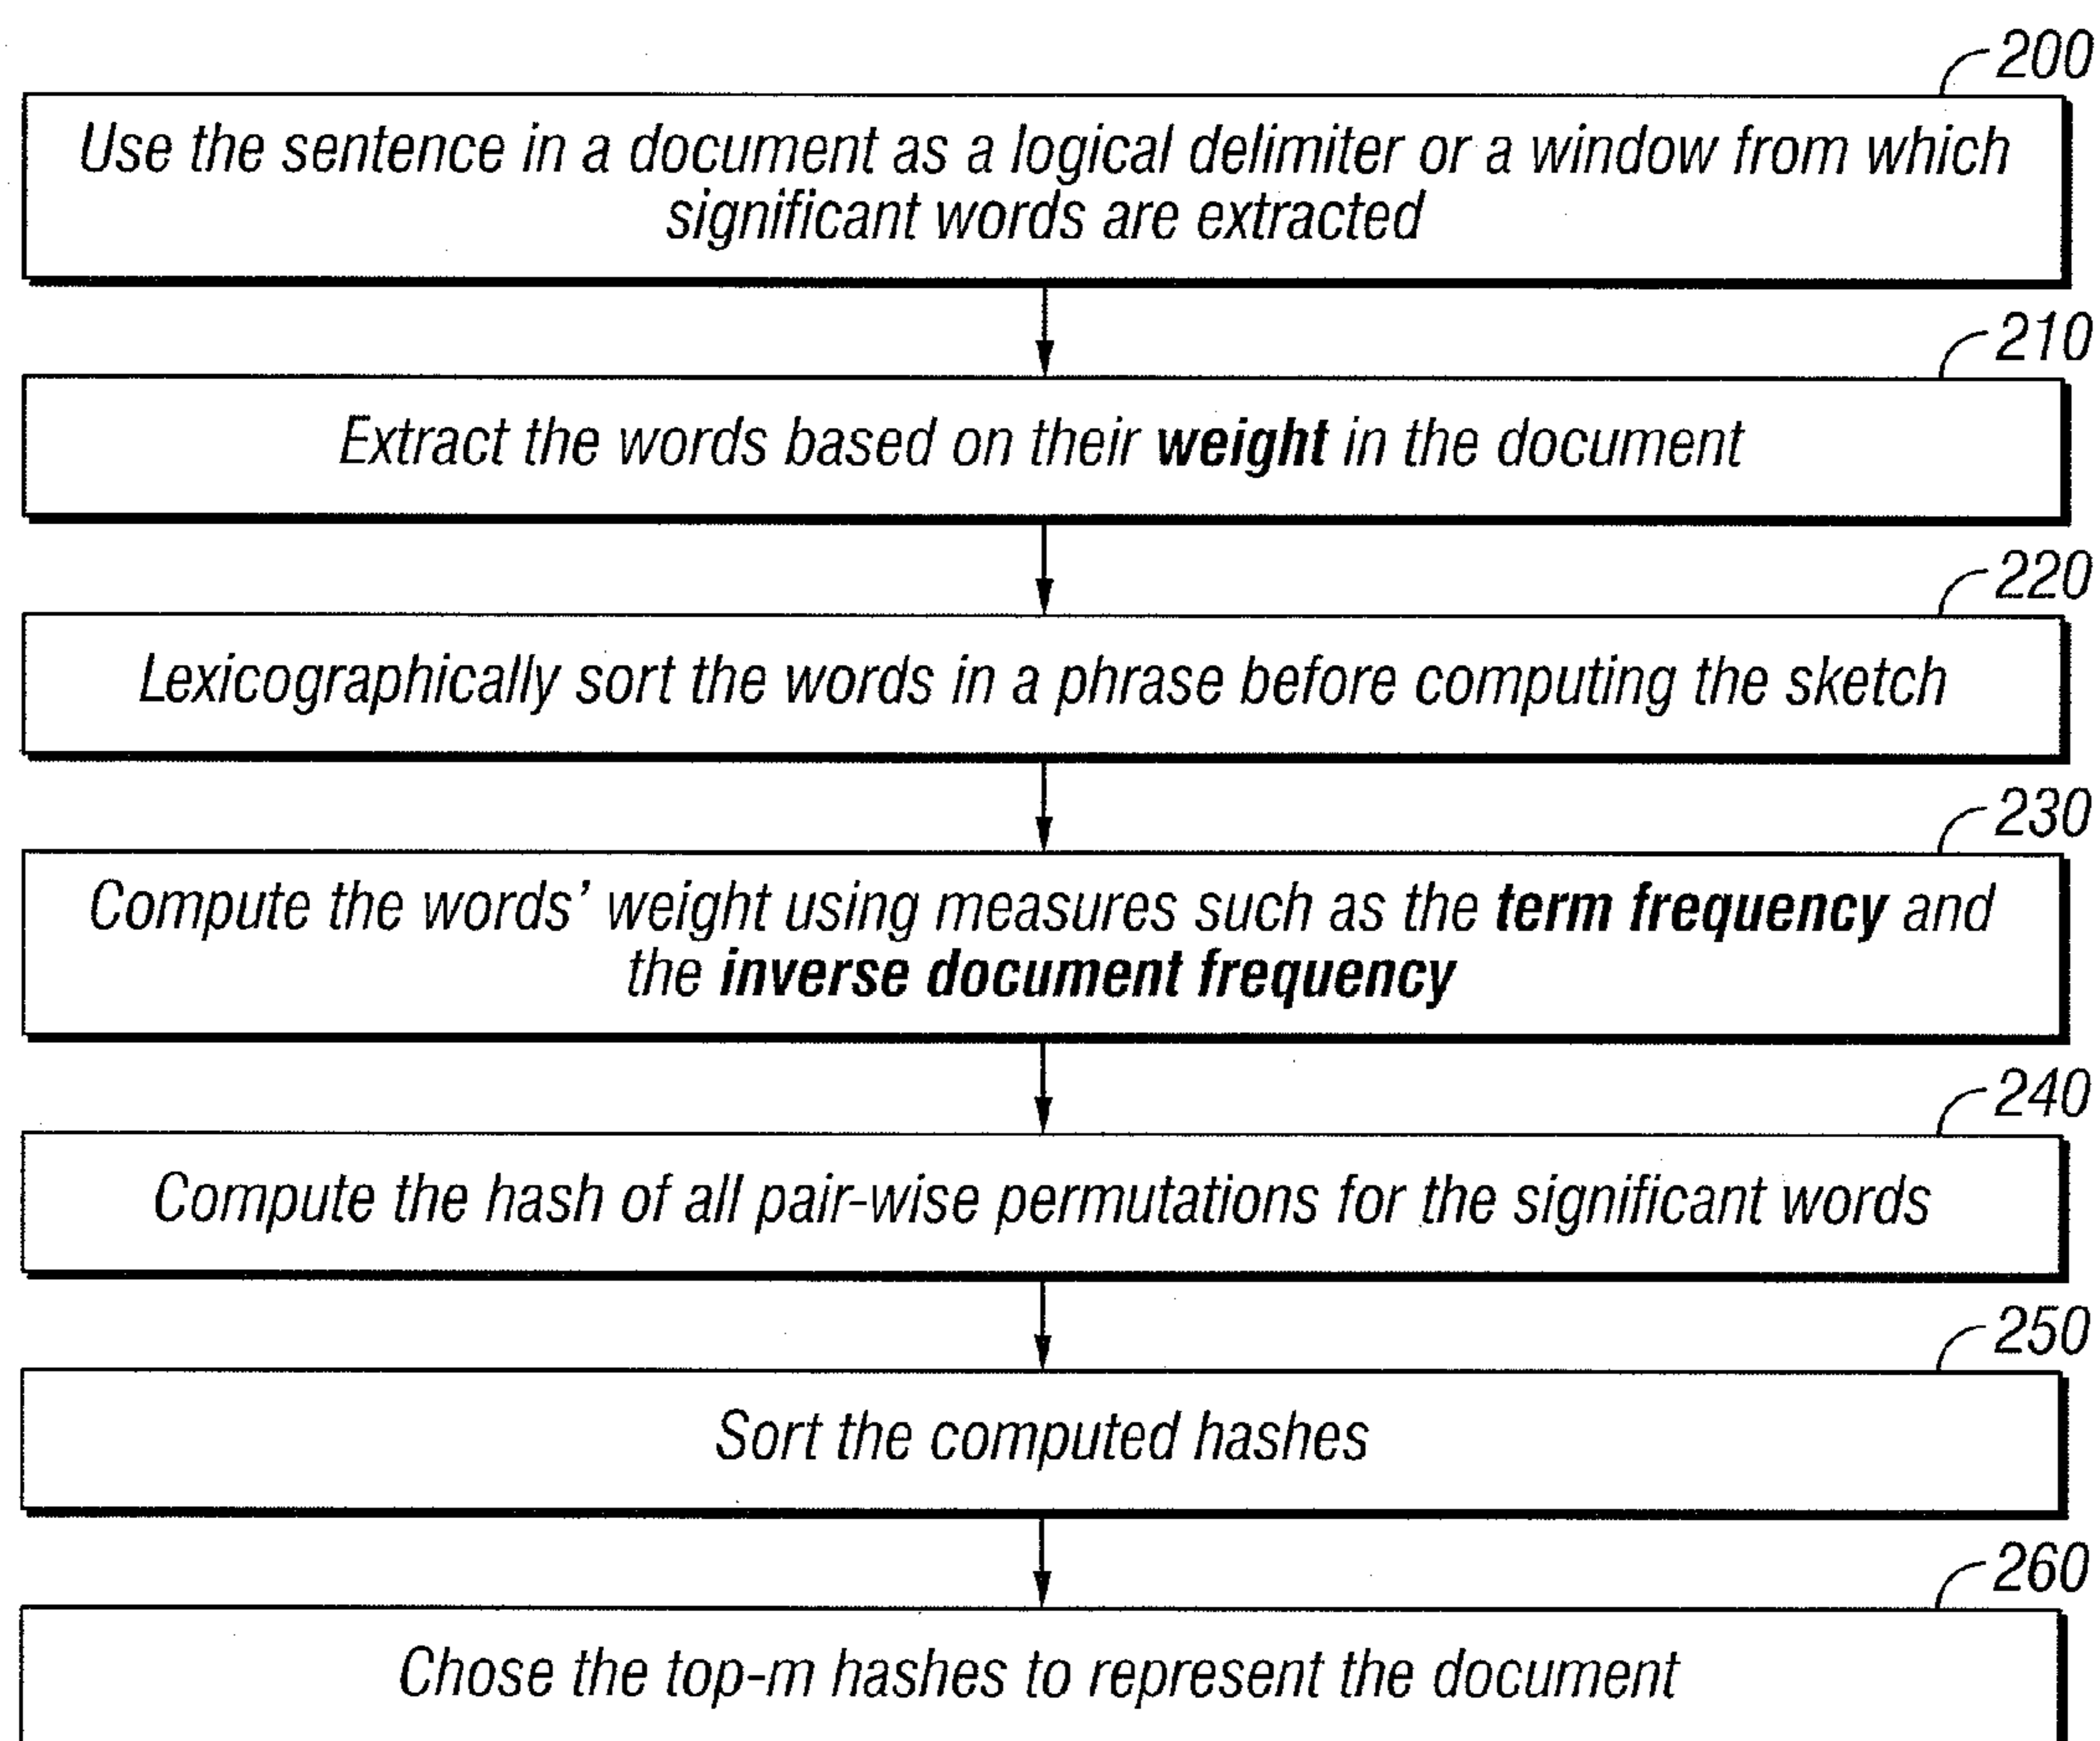 200
Use the sentence in a document as a logical delimiter or a window from which
significant words are extracted
210
Extract the words based on their weight in the document
220
Lexicographically sort the words in a phrase before computing the sketch
230
Compute the words’ weight using measures such as the term frequency and
the inverse document frequency
240
Compute the hash of all pair-wise permutations for the significant words
250
Sort the computed hashes
260
Chose the top-m hashes to represent the document